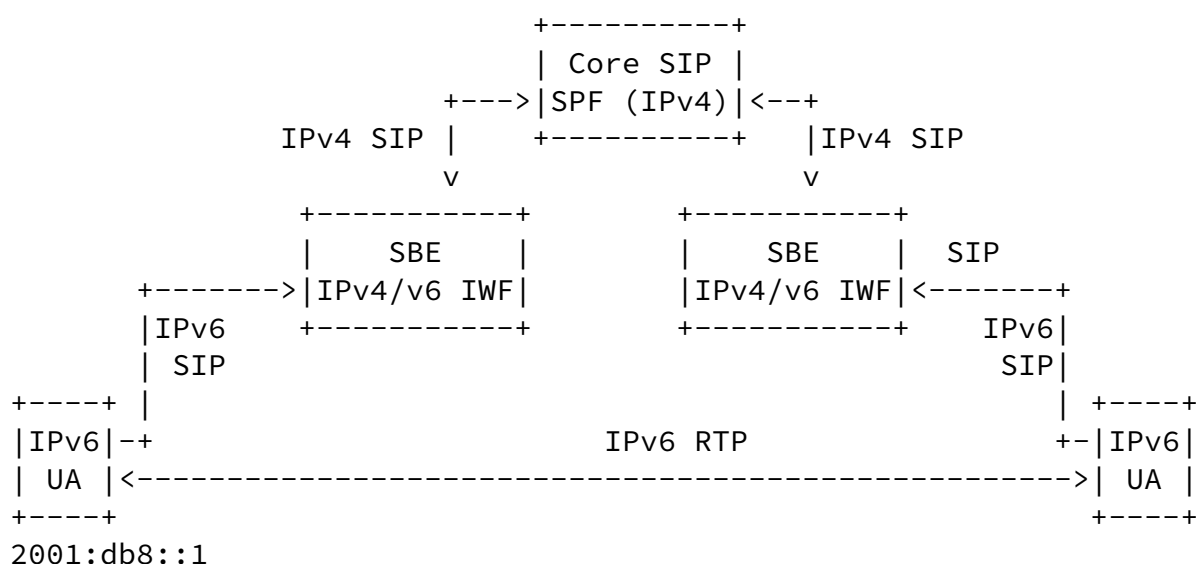 +----------+
| Core SIP |
+--->|SPF (IPv4)|<--+
IPv4 SIP |    +----------+    |IPv4 SIP
v                   v
+-----------+        +-----------+
|    SBE    |        |    SBE    |  SIP
+------->|IPv4/v6 IWF|        |IPv4/v6 IWF|<-------+
|IPv6    +-----------+        +-----------+    IPv6|
| SIP                                           SIP|
+----+ |                                                  | +----+
|IPv6|-+                        IPv6 RTP                +-|IPv6|
| UA |<---------------------------------------------------->| UA |
+----+                                                      +----+
2001:db8::1